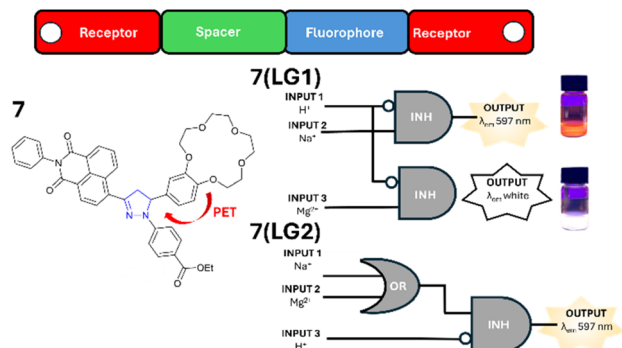 Receptor Spacer Fluorophore Receptor
7
7(LG1)
INPUT 1
H⁺
INPUT 2
Na⁺
INH
OUTPUT
λem 597 nm
INPUT 3
Mg²⁺
INH
OUTPUT
λem white
O
N
O
N
N
O
O
O
O
O
PET
O
OEt
7(LG2)
INPUT 1
Na⁺
INPUT 2
Mg²⁺
OR
INPUT 3
H⁺
INH
OUTPUT
λem 597 nm